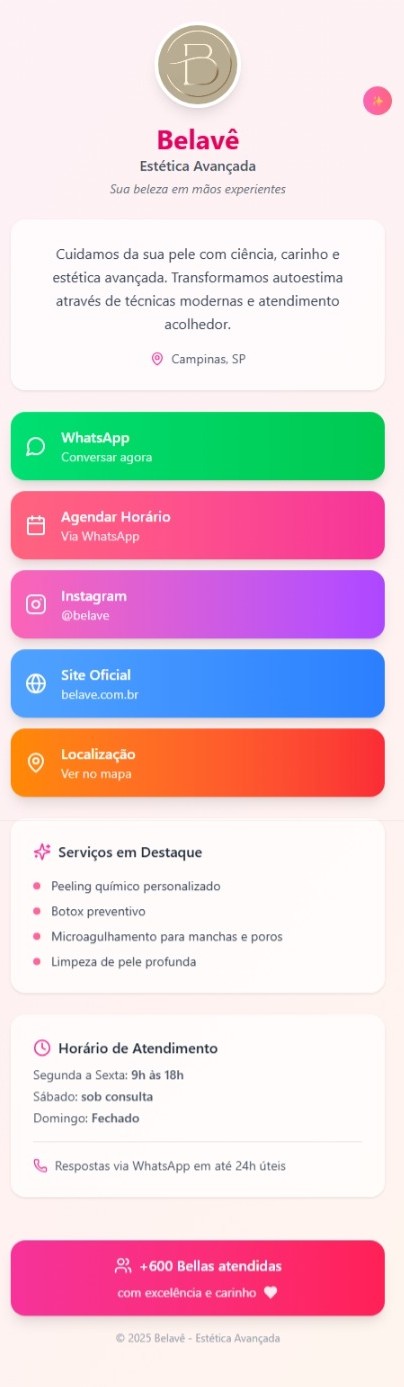 B
Belavê
Estética Avançada
Sua beleza em mãos experientes
Cuidamos da sua pele com ciência, carinho e
estética avançada. Transformamos autoestima
através de técnicas modernas e atendimento
acolhedor.
Campinas, SP
WhatsApp
Conversar agora
Agendar Horário
Via WhatsApp
Instagram
@belave
Site Oficial
belave.com.br
Localização
Ver no mapa
Serviços em Destaque
Peeling químico personalizado
Botox preventivo
Microagulhamento para manchas e poros
Limpeza de pele profunda
Horário de Atendimento
Segunda a Sexta: 9h às 18h
Sábado: sob consulta
Domingo: Fechado
Respostas via WhatsApp em até 24h úteis
+600 Bellas atendidas
com excelência e carinho
© 2025 Belavê - Estética Avançada